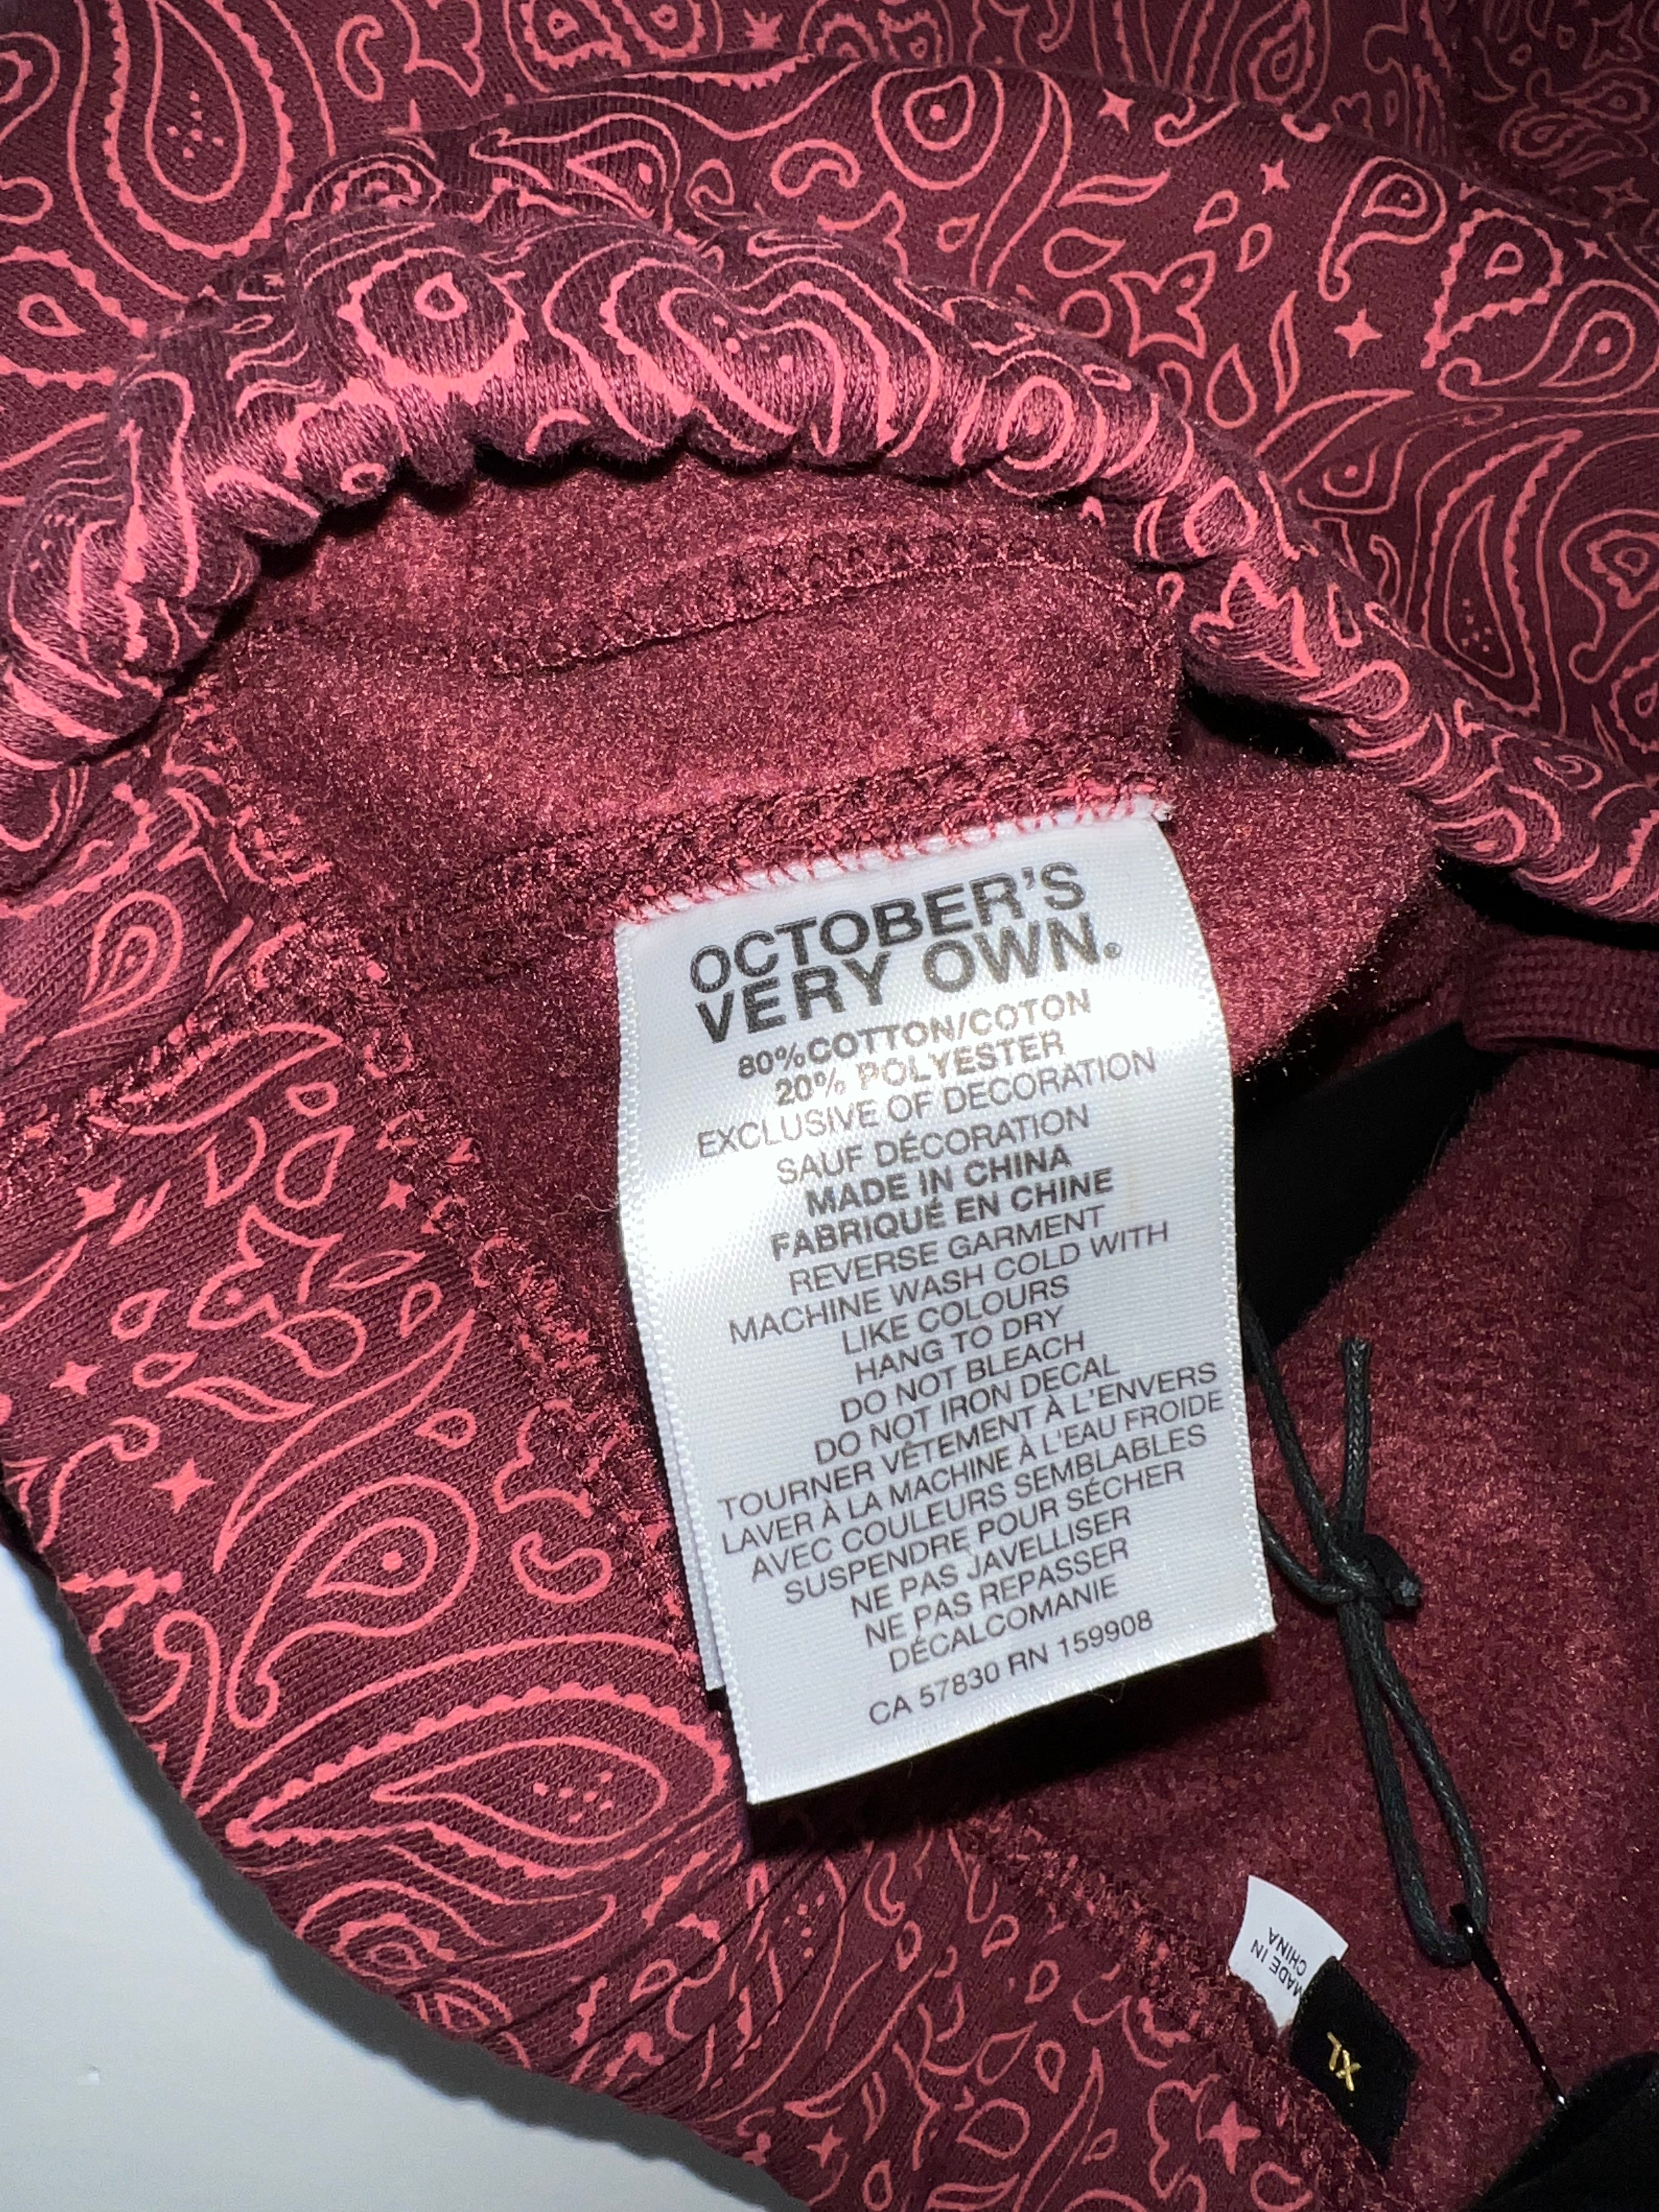 OCTOBER'S
VERY OWN.®
80%COTTON/COTON
20% POLYESTER
EXCLUSIVE OF DECORATION
SAUF DÉCORATION
MADE IN CHINA
FABRIQUÉ EN CHINE
REVERSE GARMENT
MACHINE WASH COLD WITH
LIKE COLOURS
HANG TO DRY
DO NOT BLEACH
DO NOT IRON DECAL
TOURNER VÊTEMENT À L'ENVERS
LAVER À LA MACHINE À L'EAU FROIDE
AVEC COULEURS SEMBLABLES
SUSPENDRE POUR SÉCHER
NE PAS JAVELLISER
NE PAS REPASSER
DÉCALCOMANIE
CA 57830 RN 159908
MADE IN
CHINA
XL